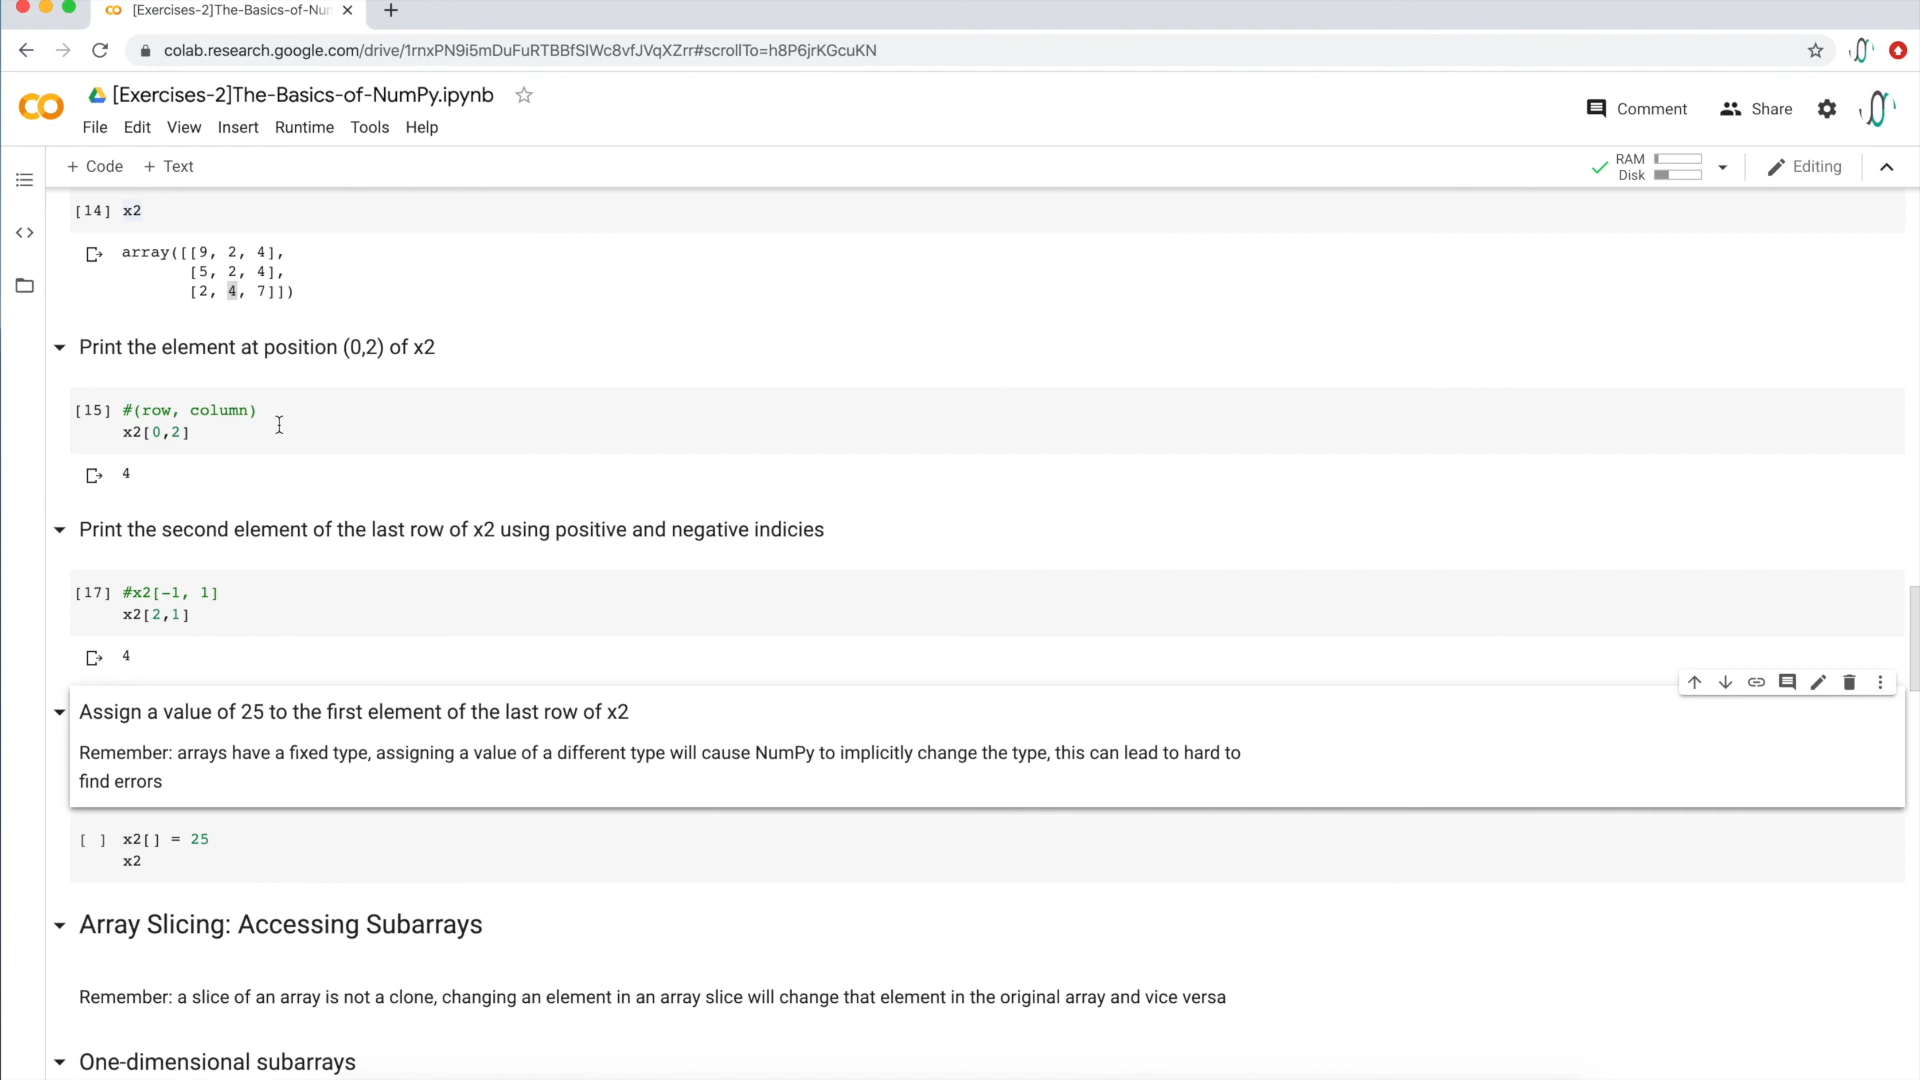 [Exercises-2]The-Basics-of-Nun
colab.research.google.com/drive/1rnxPN9i5mDuFuRTBBfSIWc8vfJVqXZrr#scrollTo=h8P6jrKGcuKN
[Exercises-2]The-Basics-of-NumPy.ipynb
Comment Share
File Edit View Insert Runtime Tools Help
+ Code + Text
RAM
Disk
Editing
[14] x2
array([[9, 2, 4],
[5, 2, 4],
[2, 4, 7]])
Print the element at position (0,2) of x2
[15] #(row, column)
x2[0,2]
4
Print the second element of the last row of x2 using positive and negative indicies
[17] #x2[-1, 1]
x2[2,1]
4
Assign a value of 25 to the first element of the last row of x2
Remember: arrays have a fixed type, assigning a value of a different type will cause NumPy to implicitly change the type, this can lead to hard to
find errors
[ ] x2[] = 25
x2
Array Slicing: Accessing Subarrays
Remember: a slice of an array is not a clone, changing an element in an array slice will change that element in the original array and vice versa
One-dimensional subarrays